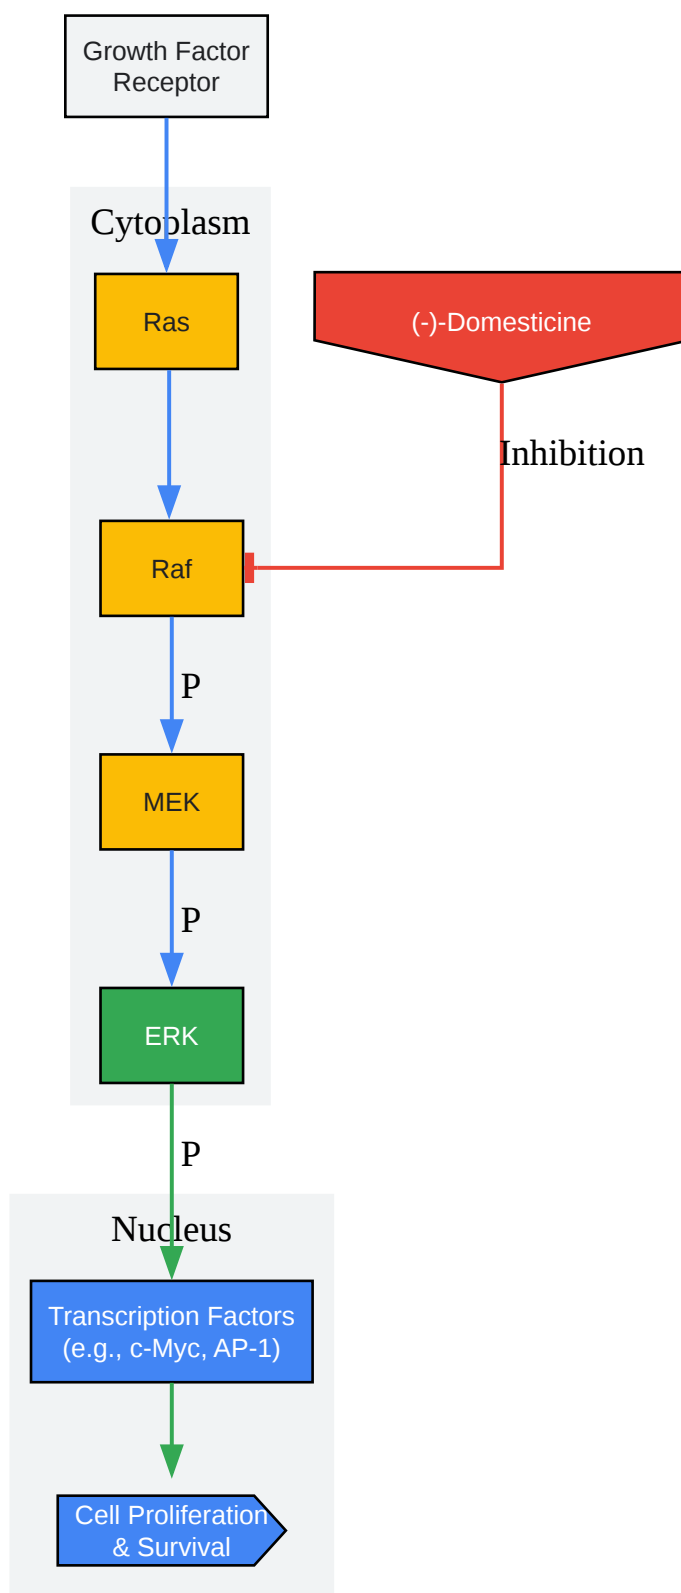 Growth Factor
Receptor
Cytoplasm
Ras
(-)-Domesticine
Inhibition
Raf
P
MEK
P
ERK
P
Nucleus
Transcription Factors
(e.g., c-Myc, AP-1)
Cell Proliferation
& Survival